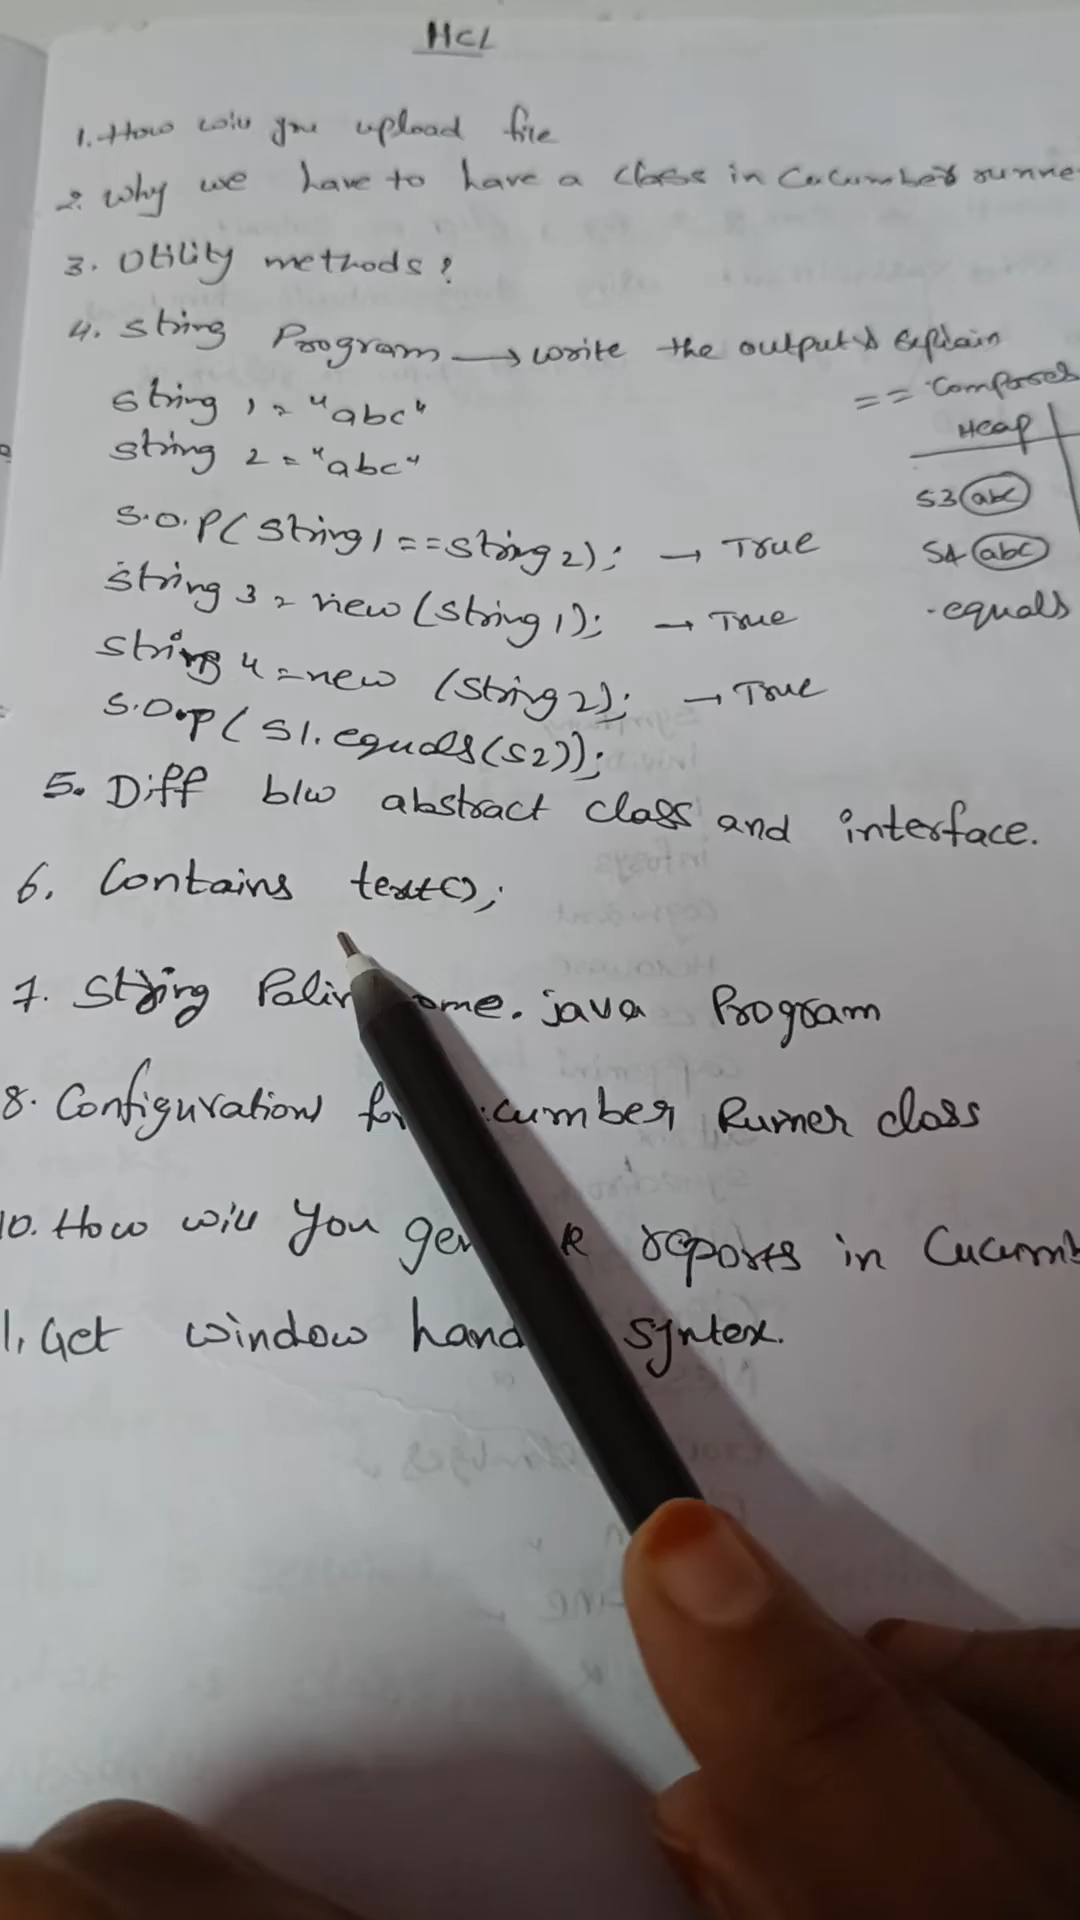 HCL
1. How will you upload file
2. Why we have to have a class in Cucumber runne
3. Utility methods?
4. string Program → write the output & Explain
== Compares
string 1 = "abc"
Heap
string 2 = "abc"
S3 abc
S.O.P( string1 == string2); → True
S4 abc
string 3 = new (string1); → True
.equals
string 4 = new (string2); → True
S.O.P( S1.equals(S2));
5. Diff b/w abstract class and interface.
6. Contains text();
7. String Palin ome. java Program
8. Configuration for cumber Runner class
10. How will you ge reports in Cucumb
1. Get window hand syntex.